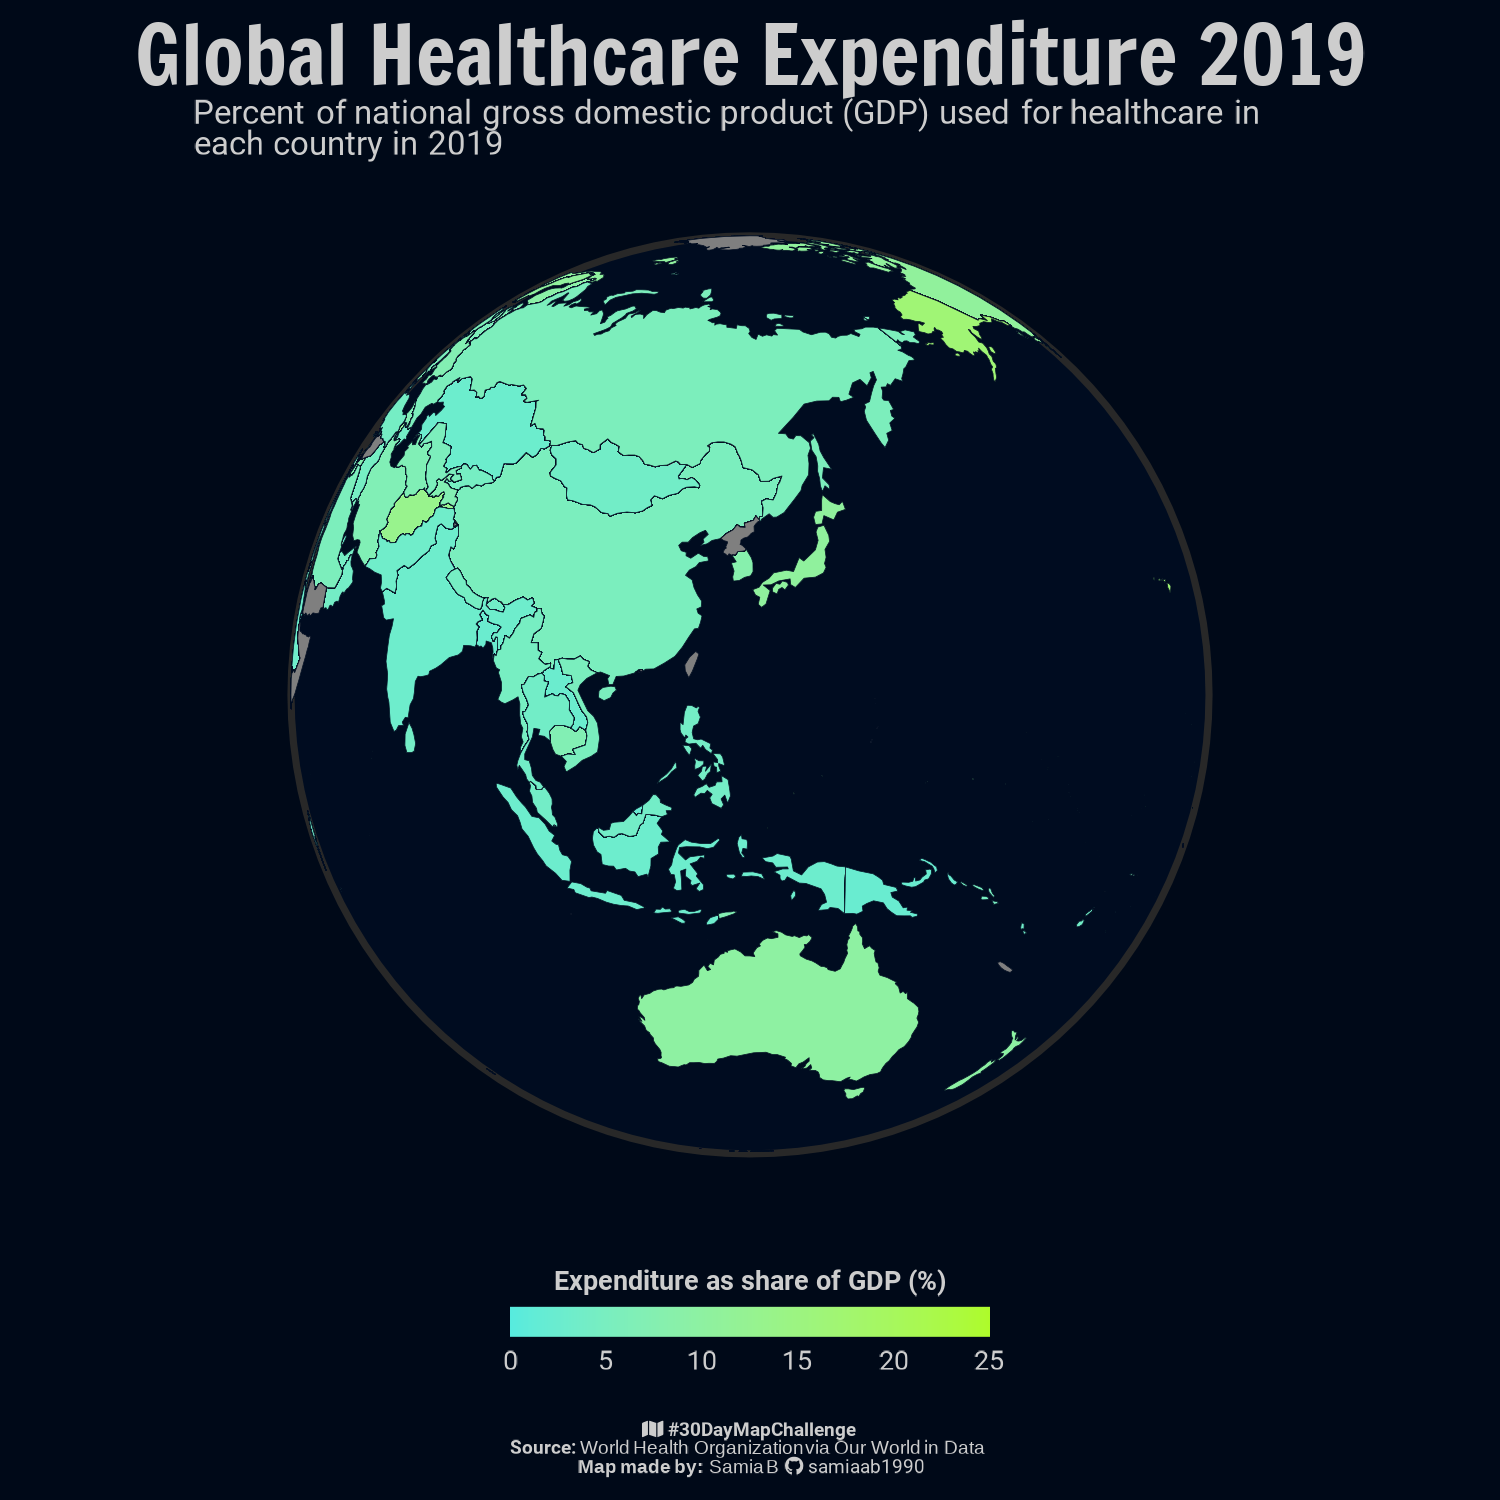 Global Healthcare Expenditure 2019
Percent of national gross domestic product (GDP) used for healthcare in
each country in 2019
Expenditure as share of GDP (%)
0 5 10 15 20 25
#30DayMapChallenge
Source: World Health Organization via Our World in Data
Map made by: Samia B samiaab1990